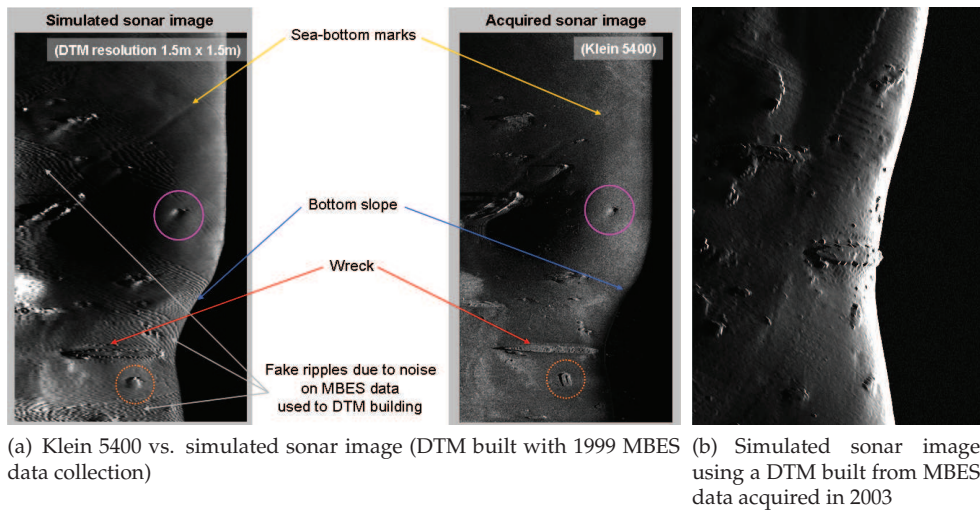 Simulated sonar image
(DTM resolution 1.5m x 1.5m)
Sea-bottom marks
Acquired sonar image
(Klein 5400)
Bottom slope
Wreck
Fake ripples due to noise
on MBES data
used to DTM building
(a) Klein 5400 vs. simulated sonar image (DTM built with 1999 MBES
data collection)
(b) Simulated sonar image
using a DTM built from MBES
data acquired in 2003